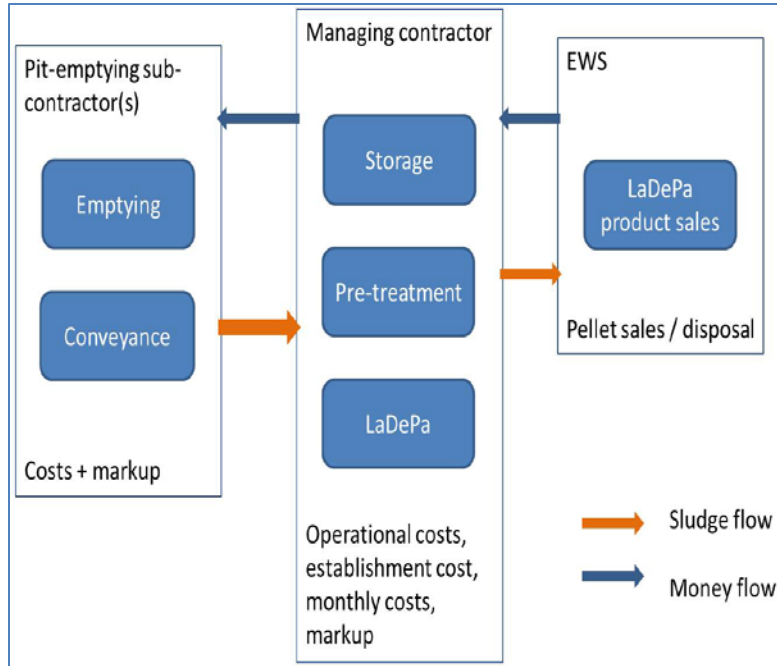 Pit-emptying sub-
contractor(s)
Emptying
Conveyance
Costs + markup
Managing contractor
Storage
Pre-treatment
LaDePa
Operational costs,
establishment cost,
monthly costs,
markup
EWS
LaDePa
product sales
Pellet sales / disposal
Sludge flow
Money flow